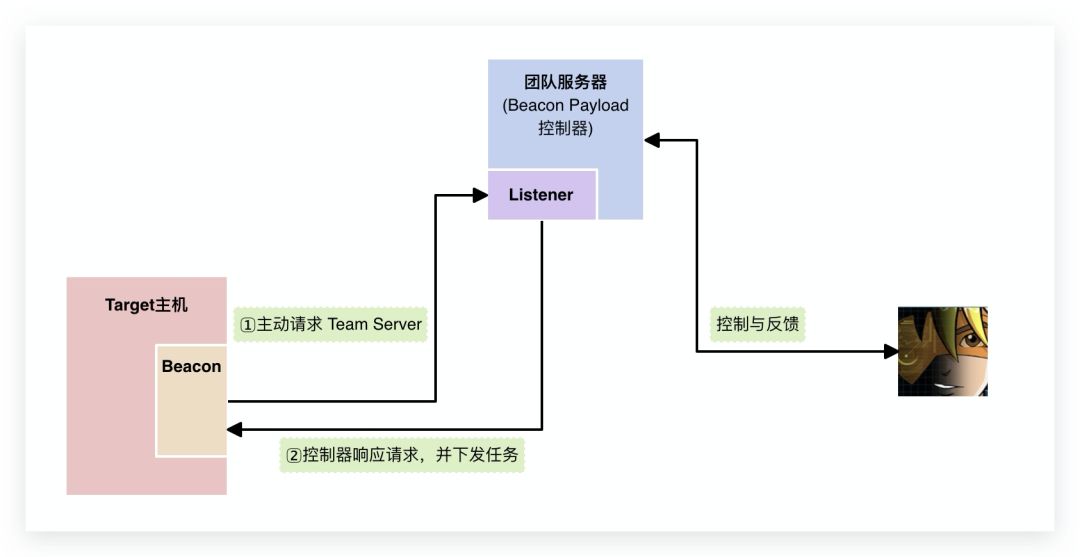 团队服务器
(Beacon Payload
控制器)
Listener
Target主机
Beacon
①主动请求 Team Server
控制与反馈
②控制器响应请求，并下发任务